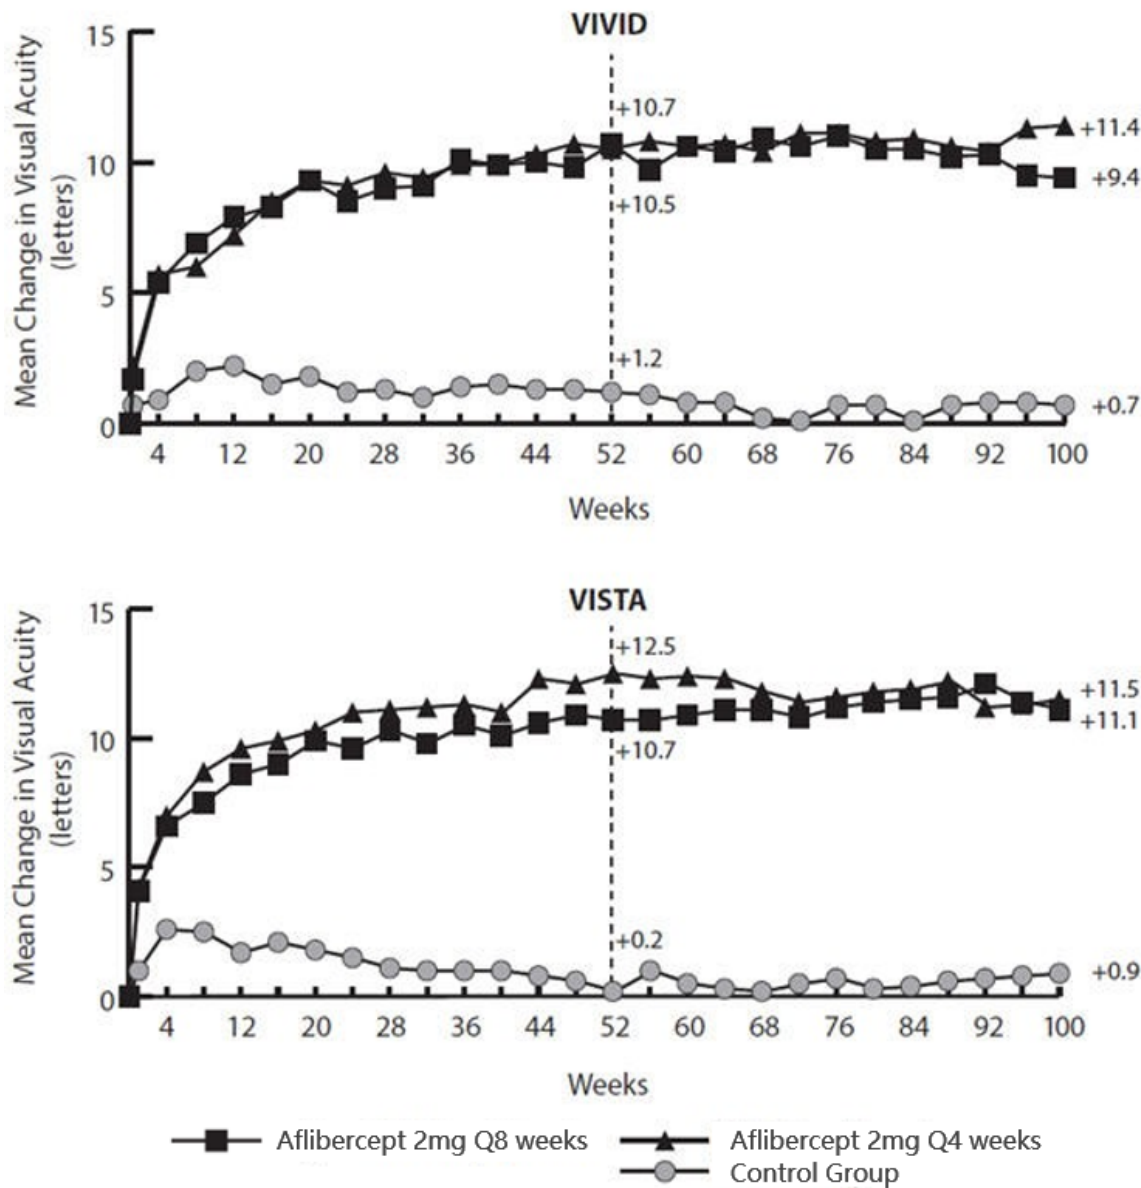 VIVID
Mean Change in Visual Acuity
(letters)
15
10
5
0
+10.7
+10.5
+1.2
+11.4
+9.4
+0.7
4 12 20 28 36 44 52 60 68 76 84 92 100
Weeks
VISTA
Mean Change in Visual Acuity
(letters)
15
10
5
0
+12.5
+10.7
+0.2
+11.5
+11.1
+0.9
4 12 20 28 36 44 52 60 68 76 84 92 100
Weeks
Aflibercept 2mg Q8 weeks
Aflibercept 2mg Q4 weeks
Control Group